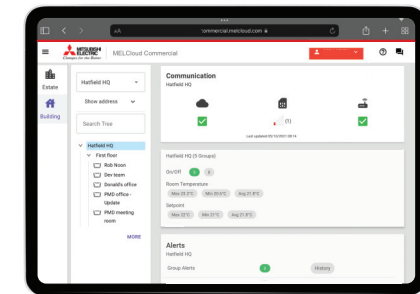 AA
commercial.melcloud.com
MITSUBISHI
ELECTRIC
Changes for the Better
MELCloud Commercial
Estate
Building
Hatfield HQ
Show address
Search Tree
Hatfield HQ
First floor
Rob Noon
Dev team
Donald's office
PMD office -
Update
PMD meeting
room
MORE
Communication
Hatfield HQ
(1)
Hatfield HQ (5 Groups)
On/Off
Room Temperature
Max 23.2°C
Min 20.6°C
Avg 21.8°C
Setpoint
Max 22°C
Min 21°C
Avg 21.6°C
Alerts
Hatfield HQ
Group Alerts
History